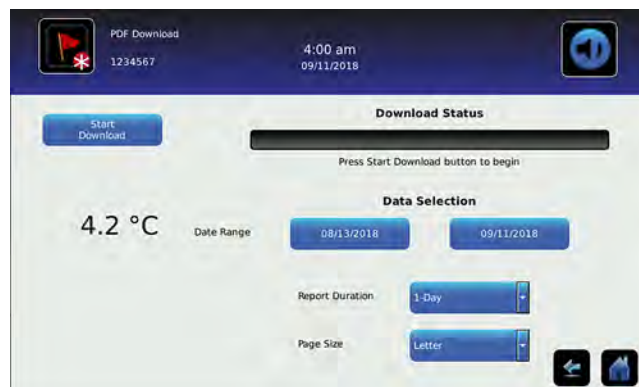 PDF Download
1234567
4:00 am
09/11/2018
Start
Download
Download Status
Press Start Download button to begin
Data Selection
4.2 °C
Date Range
08/13/2018
09/11/2018
Report Duration
1-Day
Page Size
Letter